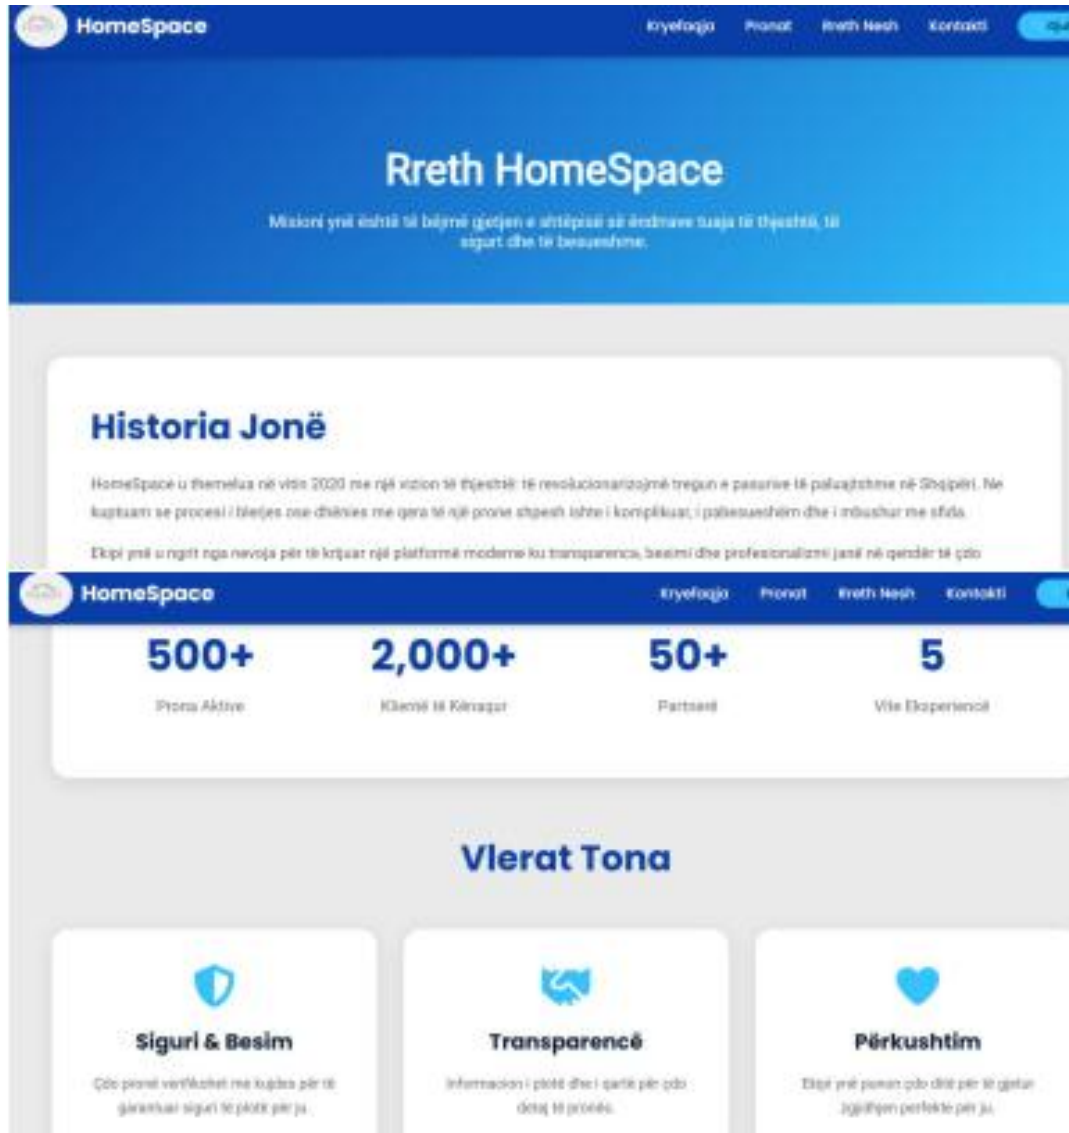 HomeSpace
Kryefaqja Pronat Rreth Nesh Kontakti
Rreth HomeSpace
Misioni ynë është të bëjmë gjetjen e shtëpisë së ëndrrave tuaja të thjeshtë, të
sigurt dhe të besueshme.
Historia Jonë
HomeSpace u themelua në vitin 2020 me një vizion të thjeshtë: të revolucionarizojmë tregun e pasurive të paluajtshme në Shqipëri. Ne
kuptuam se procesi i blerjes ose dhënies me qera të një prone shpesh ishte i komplikuar, i pabesueshëm dhe i mbushur me sfida.
Ekipi ynë u ngrit nga nevoja për të krijuar një platformë moderne ku transparenca, besimi dhe profesionalizmi janë në qendër të çdo
HomeSpace
Kryefaqja Pronat Rreth Nesh Kontakti
500+ 2,000+ 50+ 5
Prona Aktive Klientë të Kënaqur Partnerë Vite Eksperiencë
Vlerat Tona
Siguri & Besim Transparencë Përkushtim
Çdo pronë verifikohet me kujdes për të
garantuar siguri të plotë për ju.
Informacion i plotë dhe i qartë për çdo
detaj të pronës.
Ekipi ynë punon çdo ditë për të gjetur
zgjidhjen perfekte për ju.